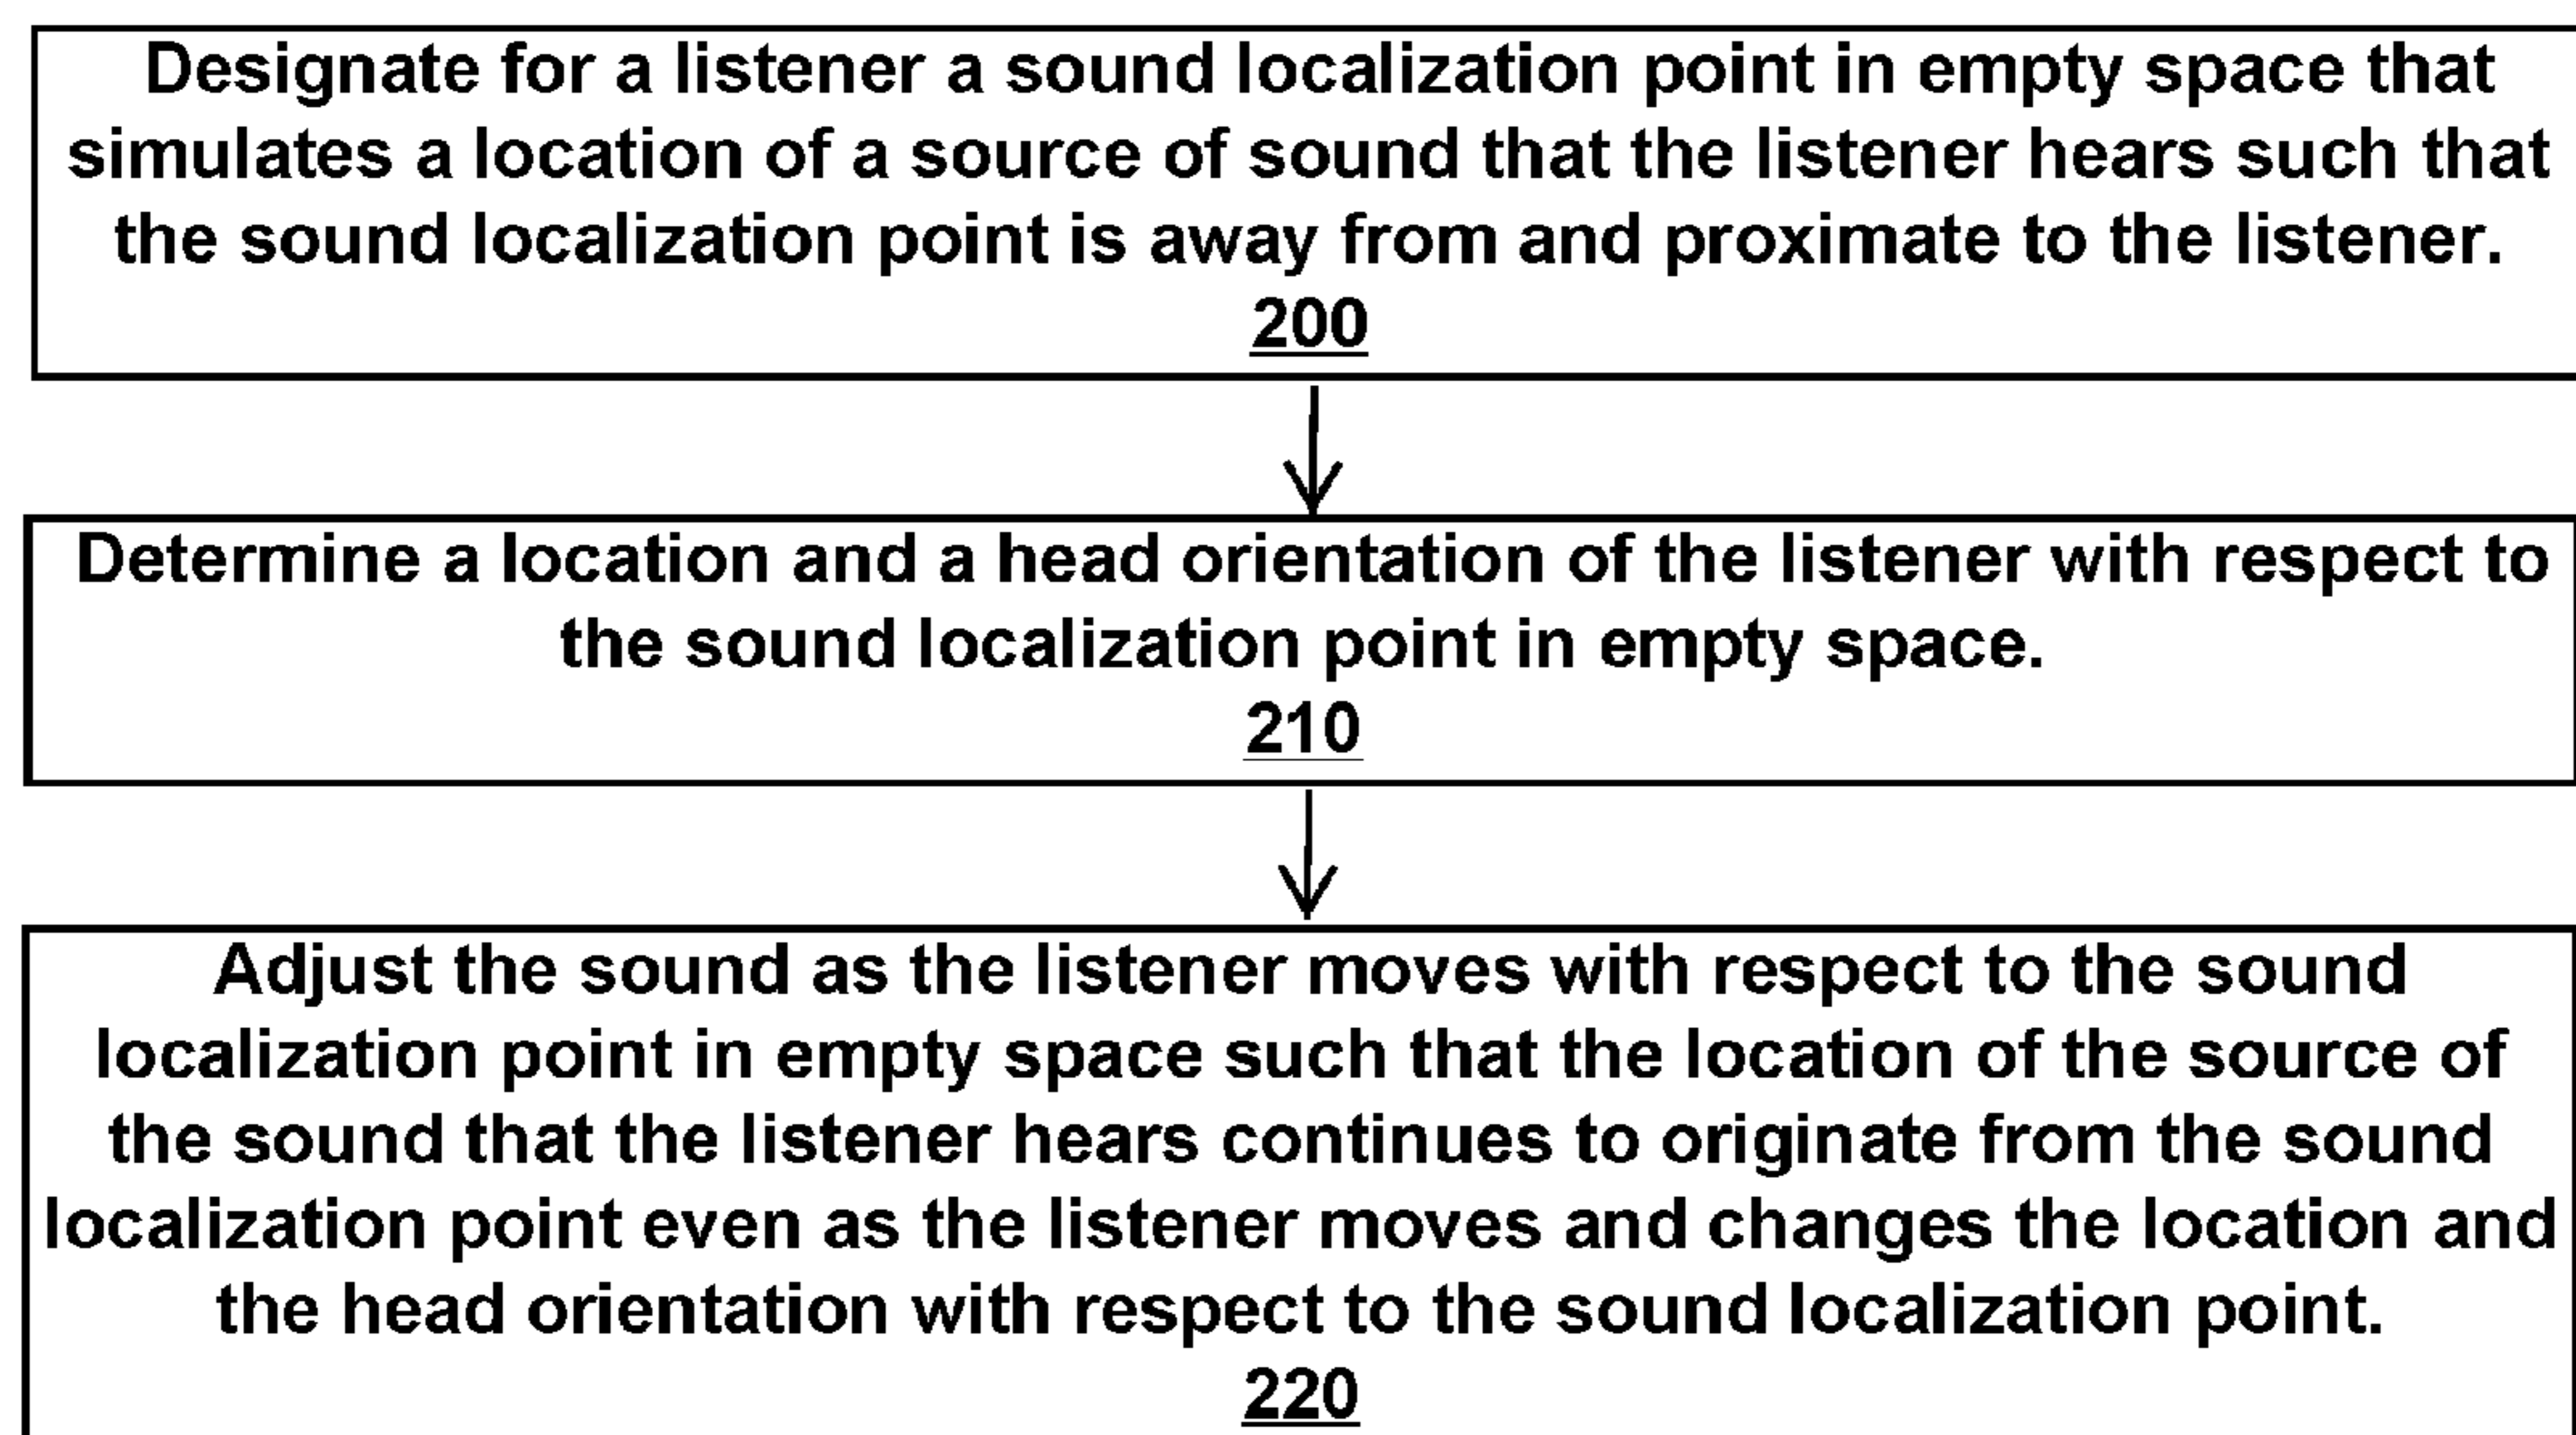 Designate for a listener a sound localization point in empty space that
simulates a location of a source of sound that the listener hears such that
the sound localization point is away from and proximate to the listener.
200
Determine a location and a head orientation of the listener with respect to
the sound localization point in empty space.
210
Adjust the sound as the listener moves with respect to the sound
localization point in empty space such that the location of the source of
the sound that the listener hears continues to originate from the sound
localization point even as the listener moves and changes the location and
the head orientation with respect to the sound localization point.
220